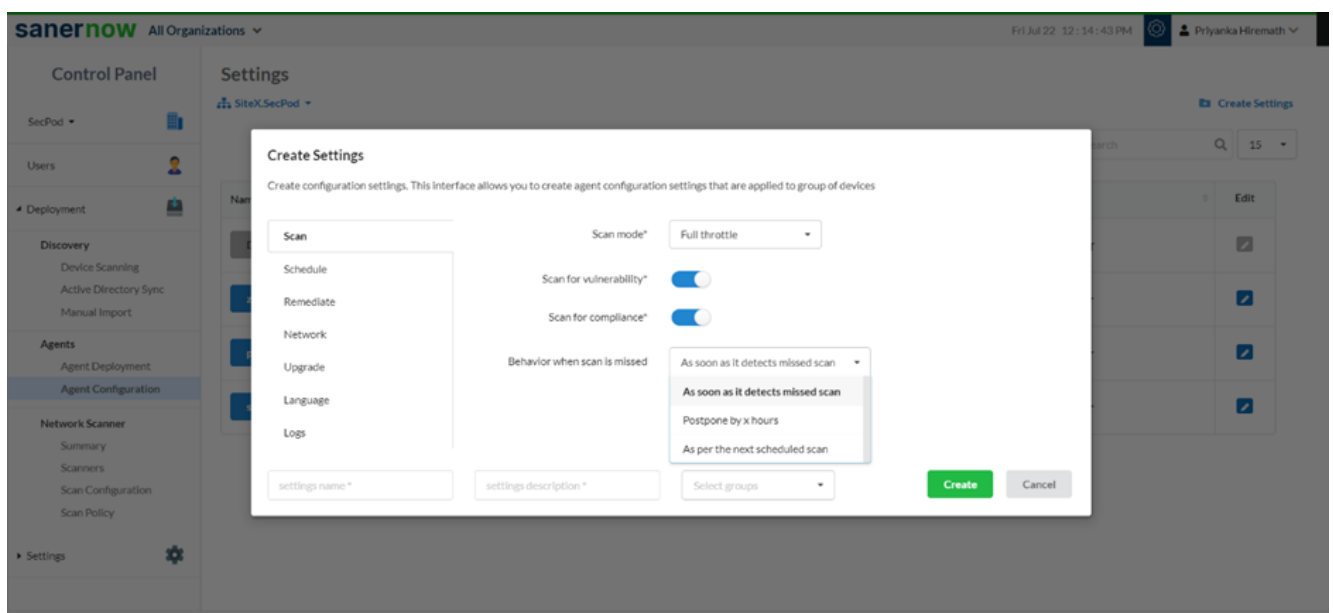 sanernow All Organizations
Fri Jul 22 12 : 14 : 43 PM Priyanka Hiremath
Control Panel
SecPod
Users
Deployment
Discovery
Device Scanning
Active Directory Sync
Manual Import
Agents
Agent Deployment
Agent Configuration
Network Scanner
Summary
Scanners
Scan Configuration
Scan Policy
Settings
Settings
SiteX.SecPod
Create Settings
15
Edit
Create Settings
Create configuration settings. This interface allows you to create agent configuration settings that are applied to group of devices
Scan
Schedule
Remediate
Network
Upgrade
Language
Logs
Scan mode* Full throttle
Scan for vulnerability*
Scan for compliance*
Behavior when scan is missed As soon as it detects missed scan
As soon as it detects missed scan
Postpone by x hours
As per the next scheduled scan
settings name * settings description * Select groups Create Cancel